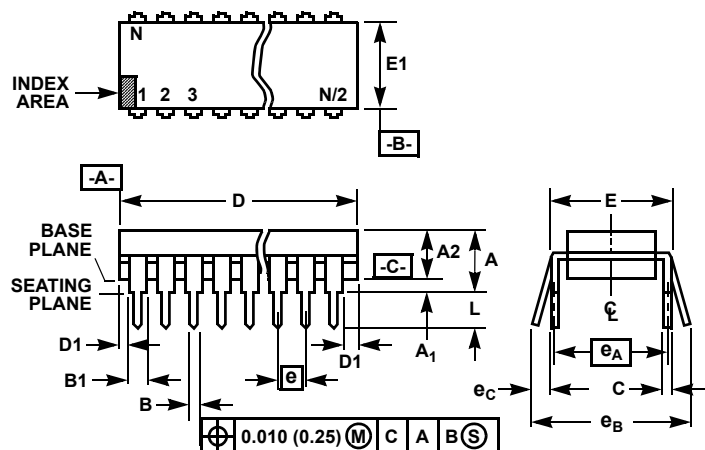 N
E1
INDEX
AREA
1 2 3 N/2
-B-
-A-
D
E
BASE
PLANE
A2
A
-C-
SEATING
PLANE
L
C L
D1
A1
D1
eA
B1
e
eC
C
B
eB
0.010 (0.25) M C A B S